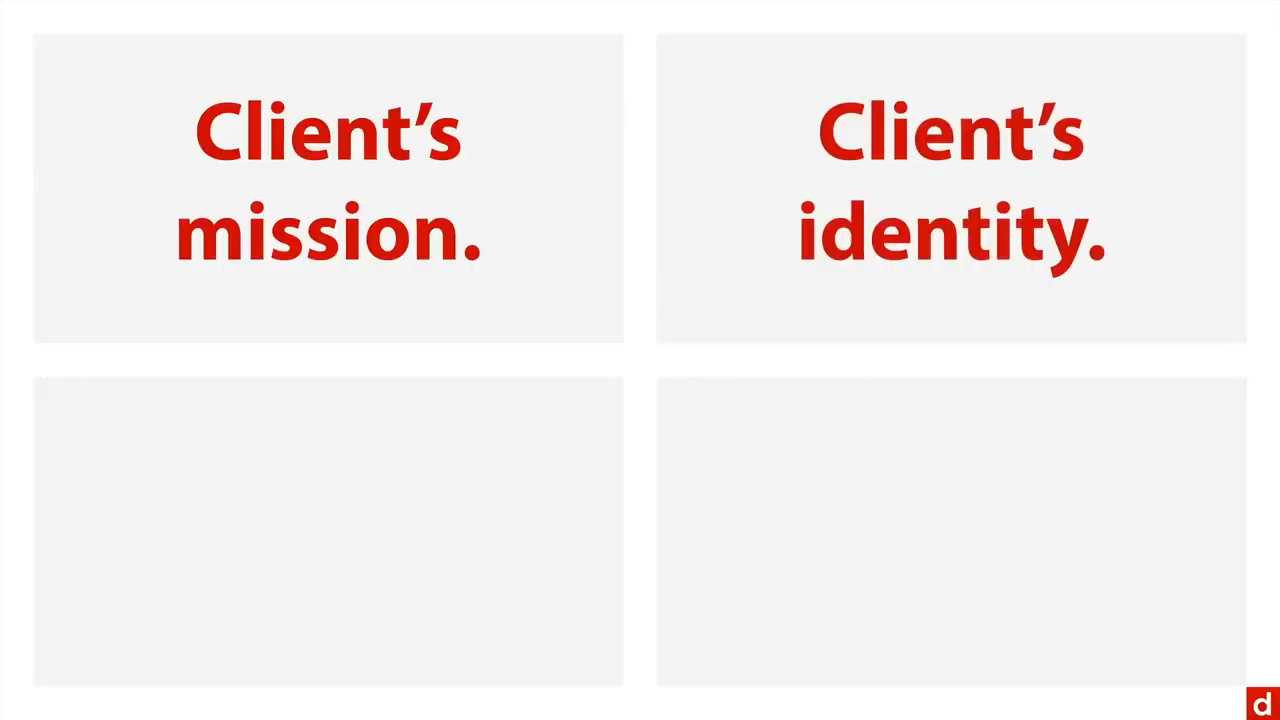 Client’s
mission.
Client’s
identity.
d